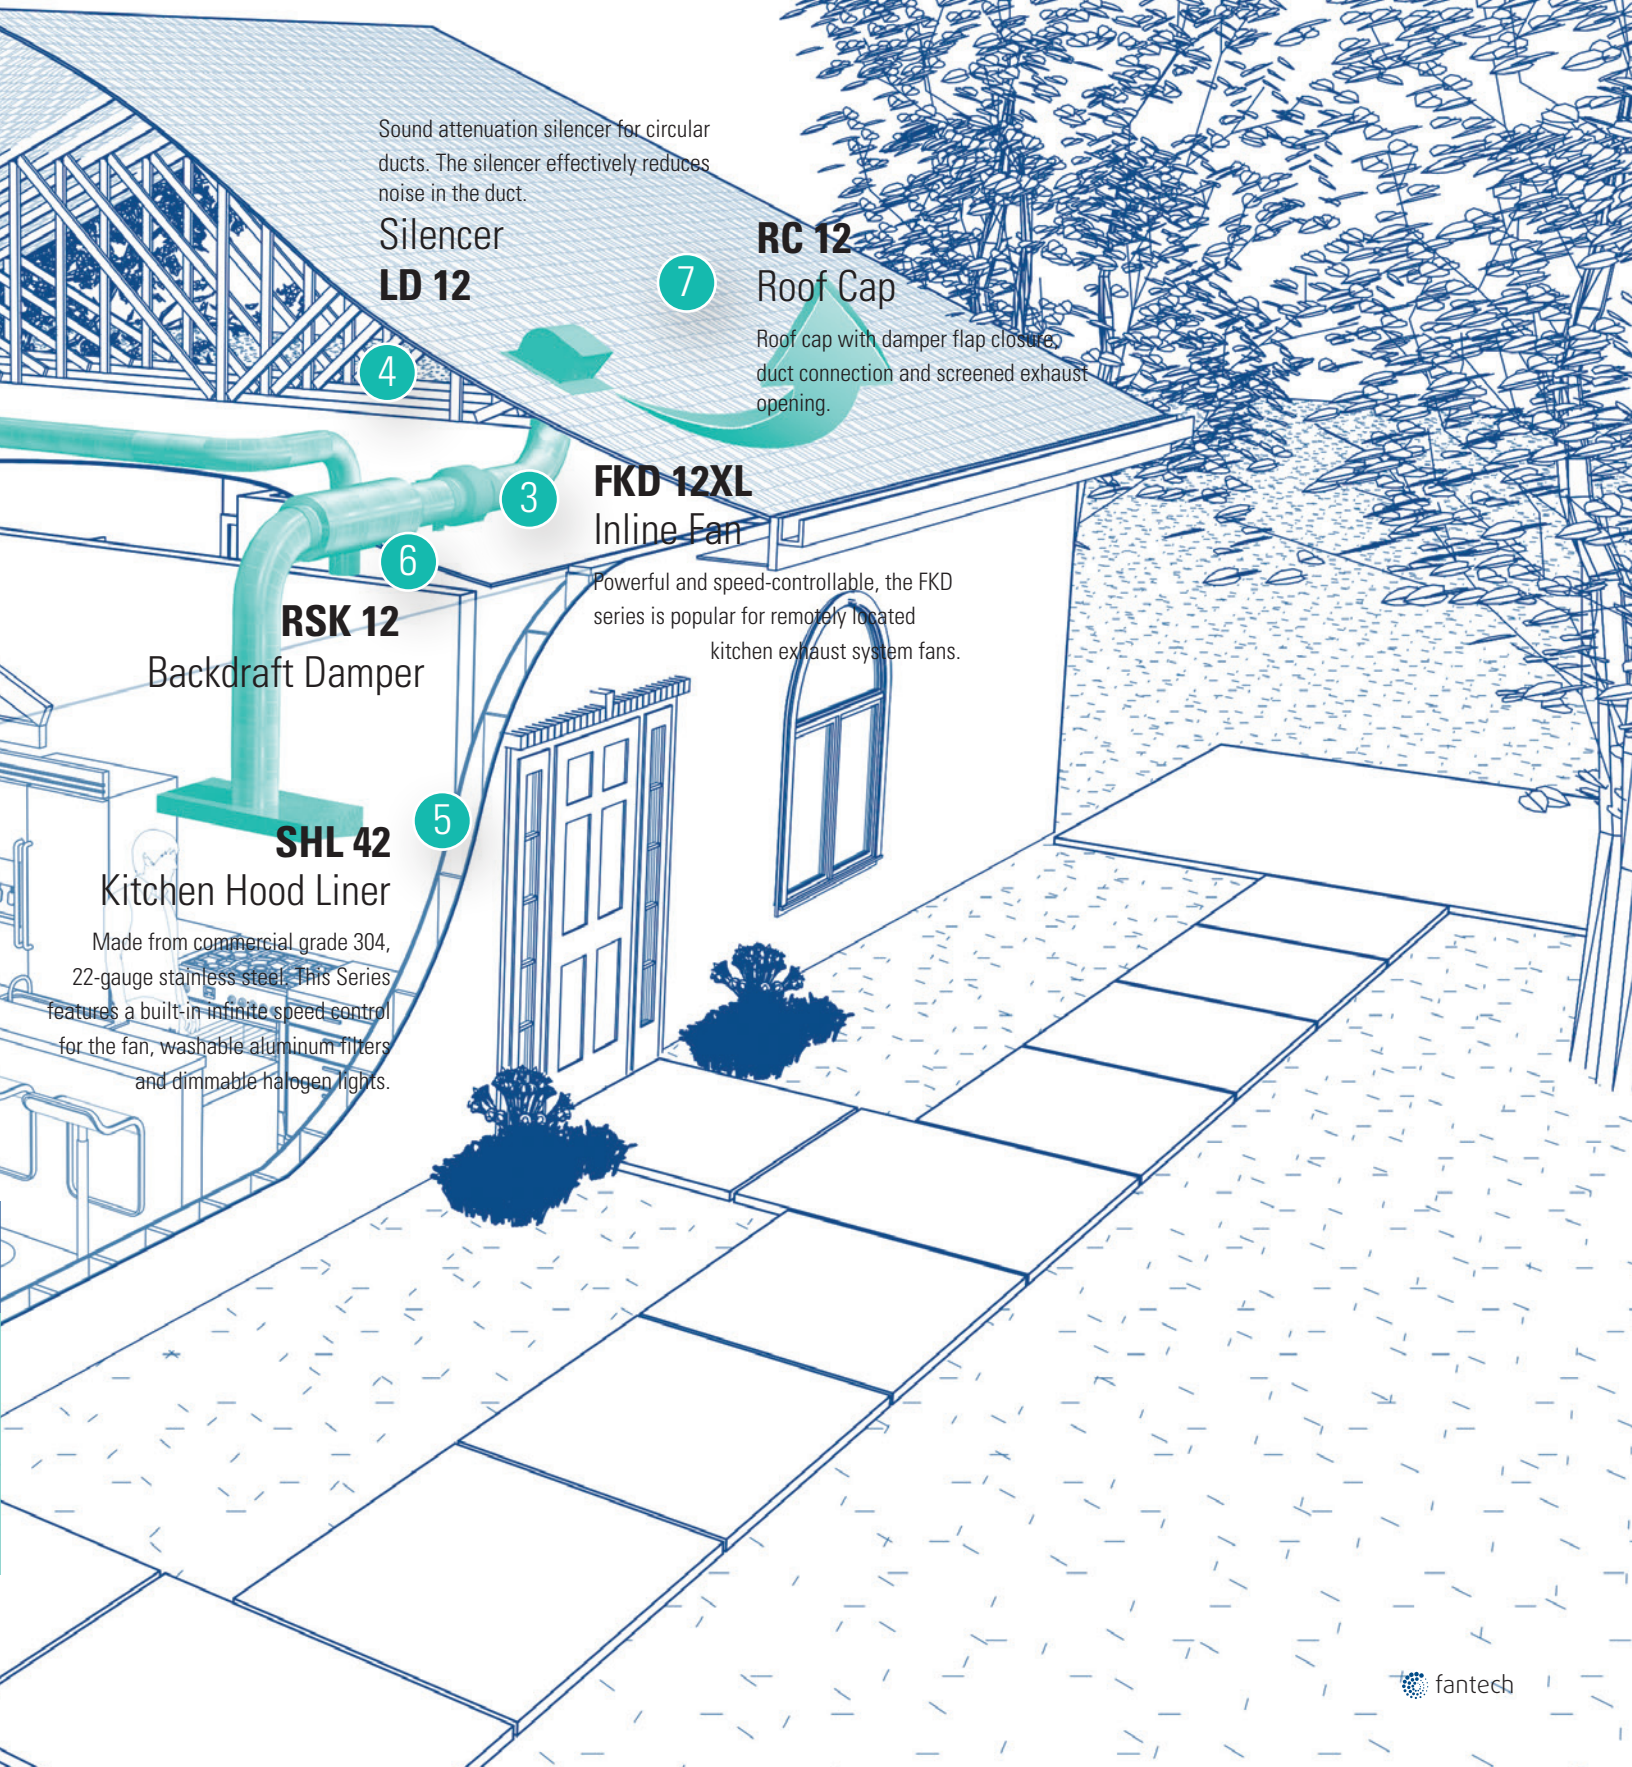 Sound attenuation silencer for circular
ducts. The silencer effectively reduces
noise in the duct.
Silencer
LD 12
4
7
RC 12
Roof Cap
Roof cap with damper flap closure,
duct connection and screened exhaust
opening.
3
FKD 12XL
Inline Fan
Powerful and speed-controllable, the FKD
series is popular for remotely located
kitchen exhaust system fans.
6
RSK 12
Backdraft Damper
5
SHL 42
Kitchen Hood Liner
Made from commercial grade 304,
22-gauge stainless steel. This Series
features a built-in infinite speed control
for the fan, washable aluminum filters
and dimmable halogen lights.
fantech